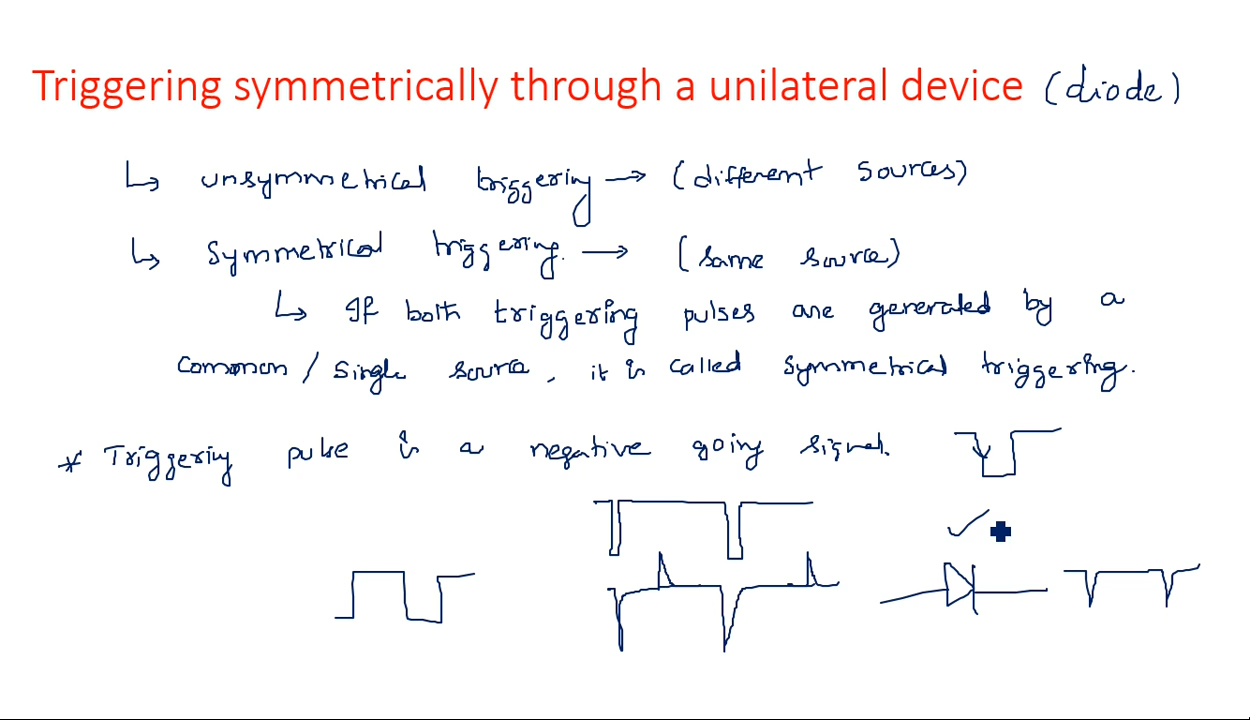 Triggering symmetrically through a unilateral device (diode)
↳ unsymmetrical triggering → (different sources)
↳ Symmetrical triggering. → (same source)
↳ If both triggering pulses are generated by a
common / single source, it is called symmetrical triggering.
* Triggering pulse is a negative going signal.